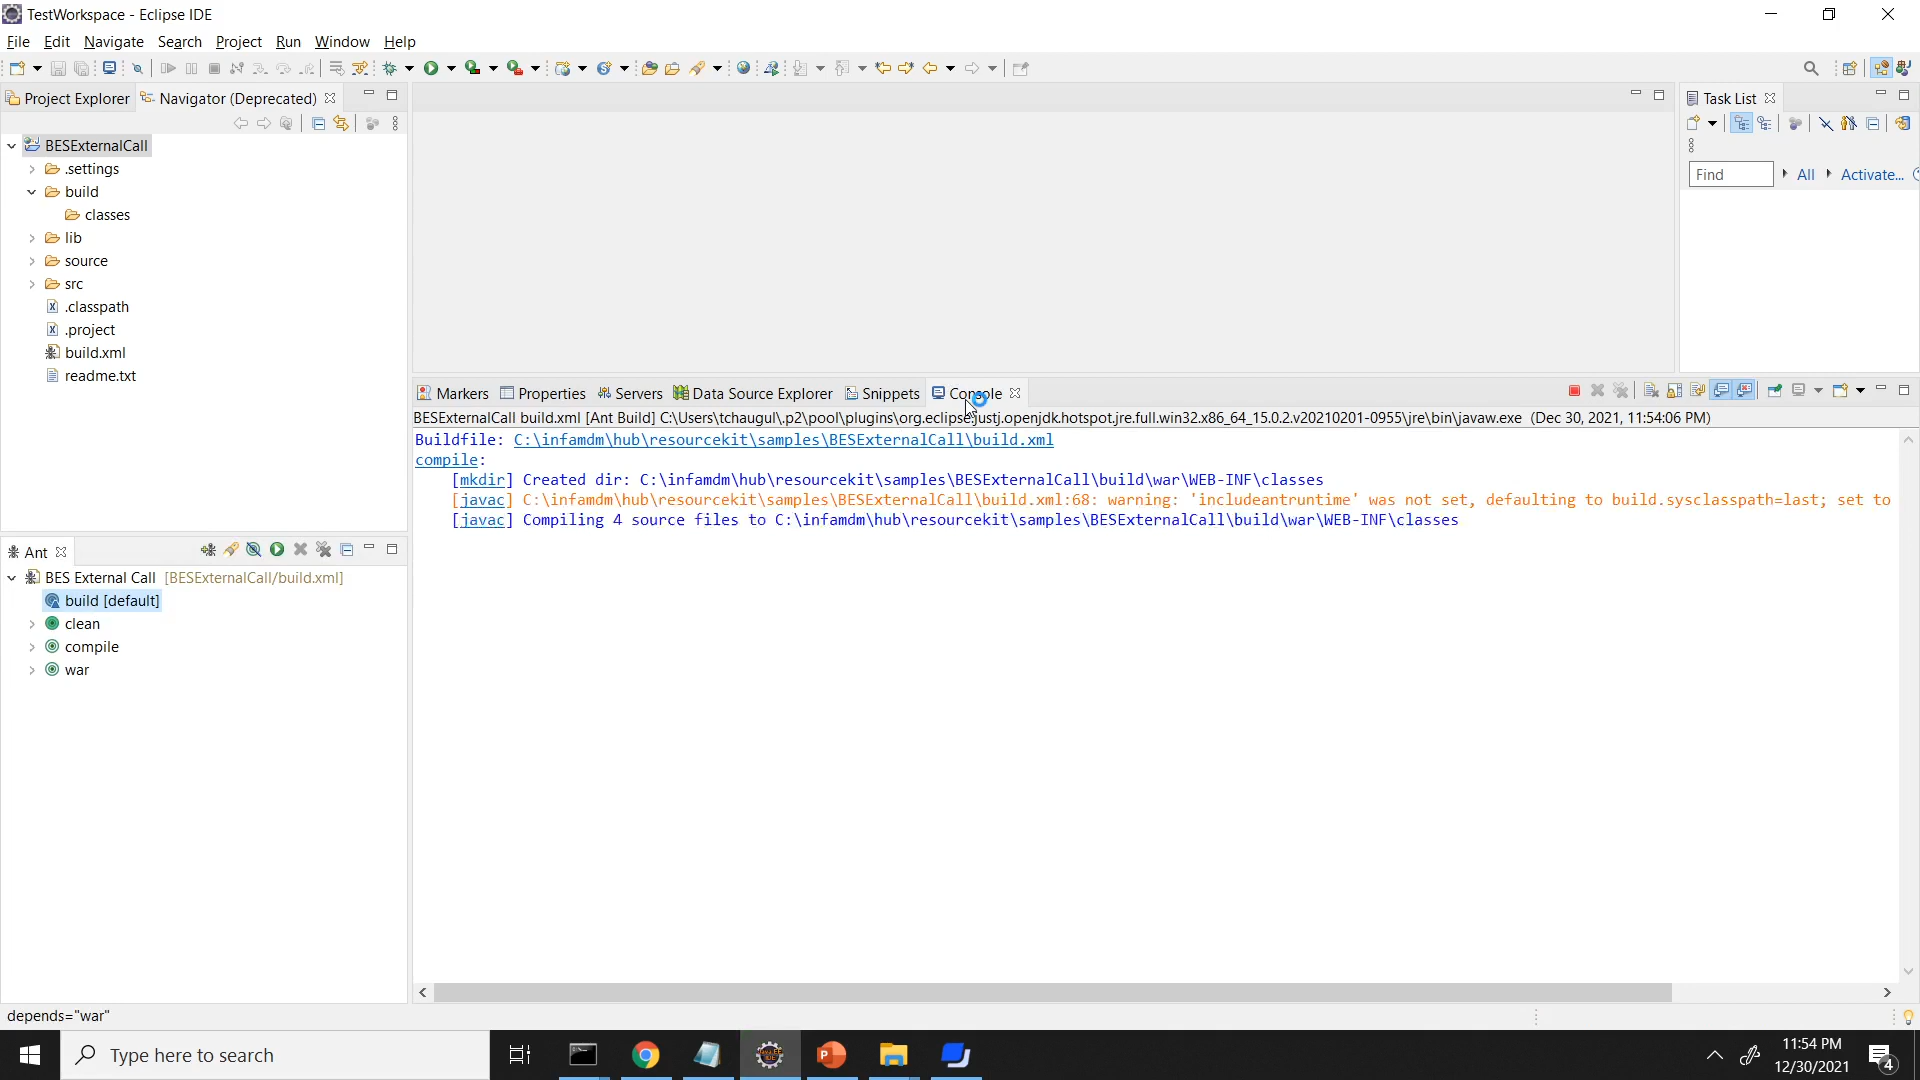 TestWorkspace - Eclipse IDE
File Edit Navigate Search Project Run Window Help
Project Explorer Navigator (Deprecated)
BESExternalCall
.settings
build
classes
lib
source
src
.classpath
.project
build.xml
readme.txt
Task List
Find All Activate...
Markers Properties Servers Data Source Explorer Snippets Console
BESExternalCall build.xml [Ant Build] C:\Users\tchaugul\.p2\pool\plugins\org.eclipse.justj.openjdk.hotspot.jre.full.win32.x86_64_15.0.2.v20210201-0955\jre\bin\javaw.exe (Dec 30, 2021, 11:54:06 PM)
Buildfile: C:\infamdm\hub\resourcekit\samples\BESExternalCall\build.xml
compile:
[mkdir] Created dir: C:\infamdm\hub\resourcekit\samples\BESExternalCall\build\war\WEB-INF\classes
[javac] C:\infamdm\hub\resourcekit\samples\BESExternalCall\build.xml:68: warning: 'includeantruntime' was not set, defaulting to build.sysclasspath=last; set to
[javac] Compiling 4 source files to C:\infamdm\hub\resourcekit\samples\BESExternalCall\build\war\WEB-INF\classes
Ant
BES External Call [BESExternalCall/build.xml]
build [default]
clean
compile
war
depends="war"
Type here to search
11:54 PM
12/30/2021
4